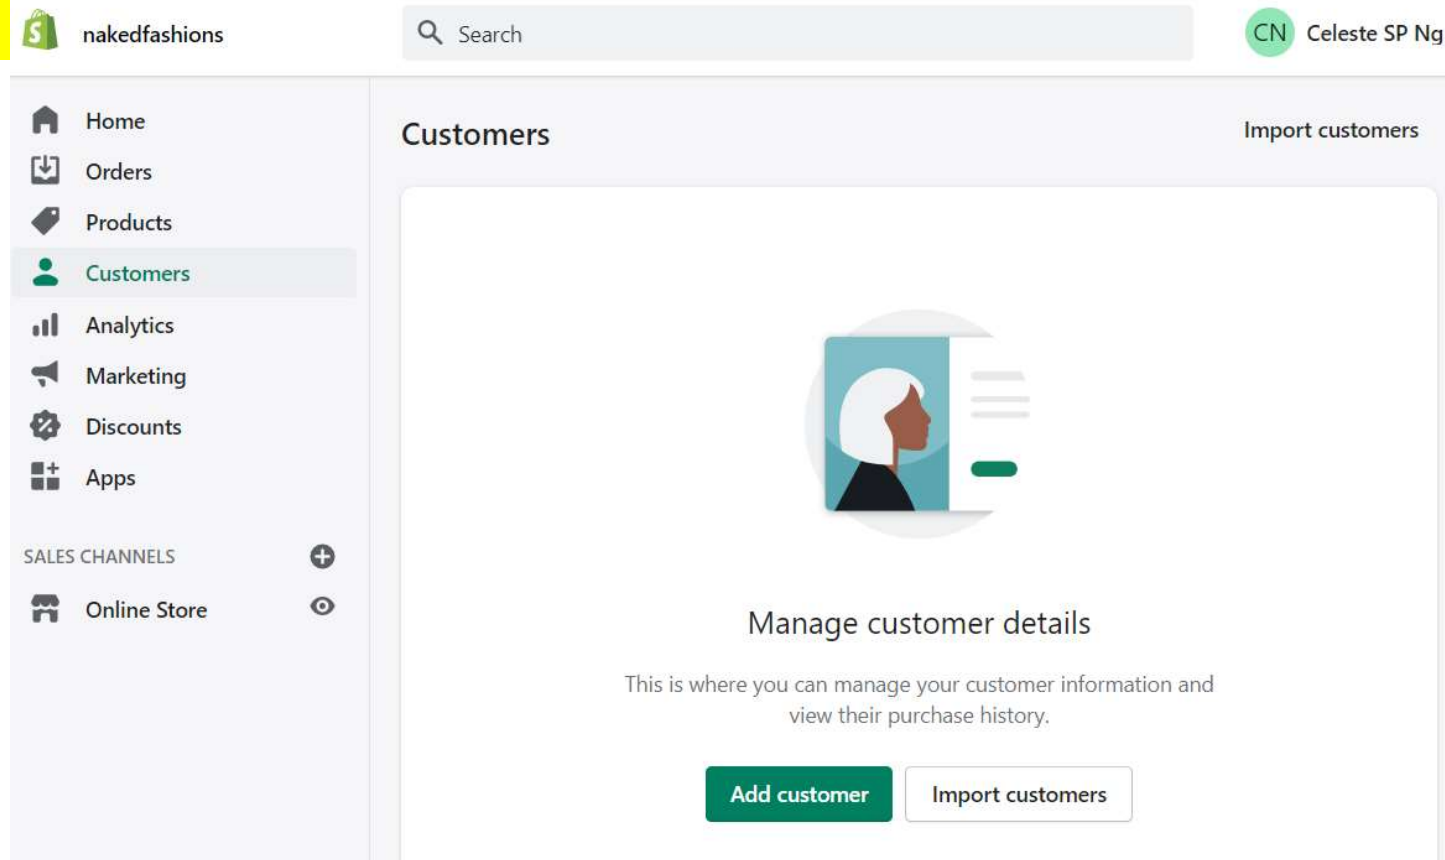 nakedfashions
Search
CN Celeste SP Ng
Home
Orders
Products
Customers
Analytics
Marketing
Discounts
Apps
SALES CHANNELS
Online Store
Customers
Import customers
Manage customer details
This is where you can manage your customer information and
view their purchase history.
Add customer
Import customers